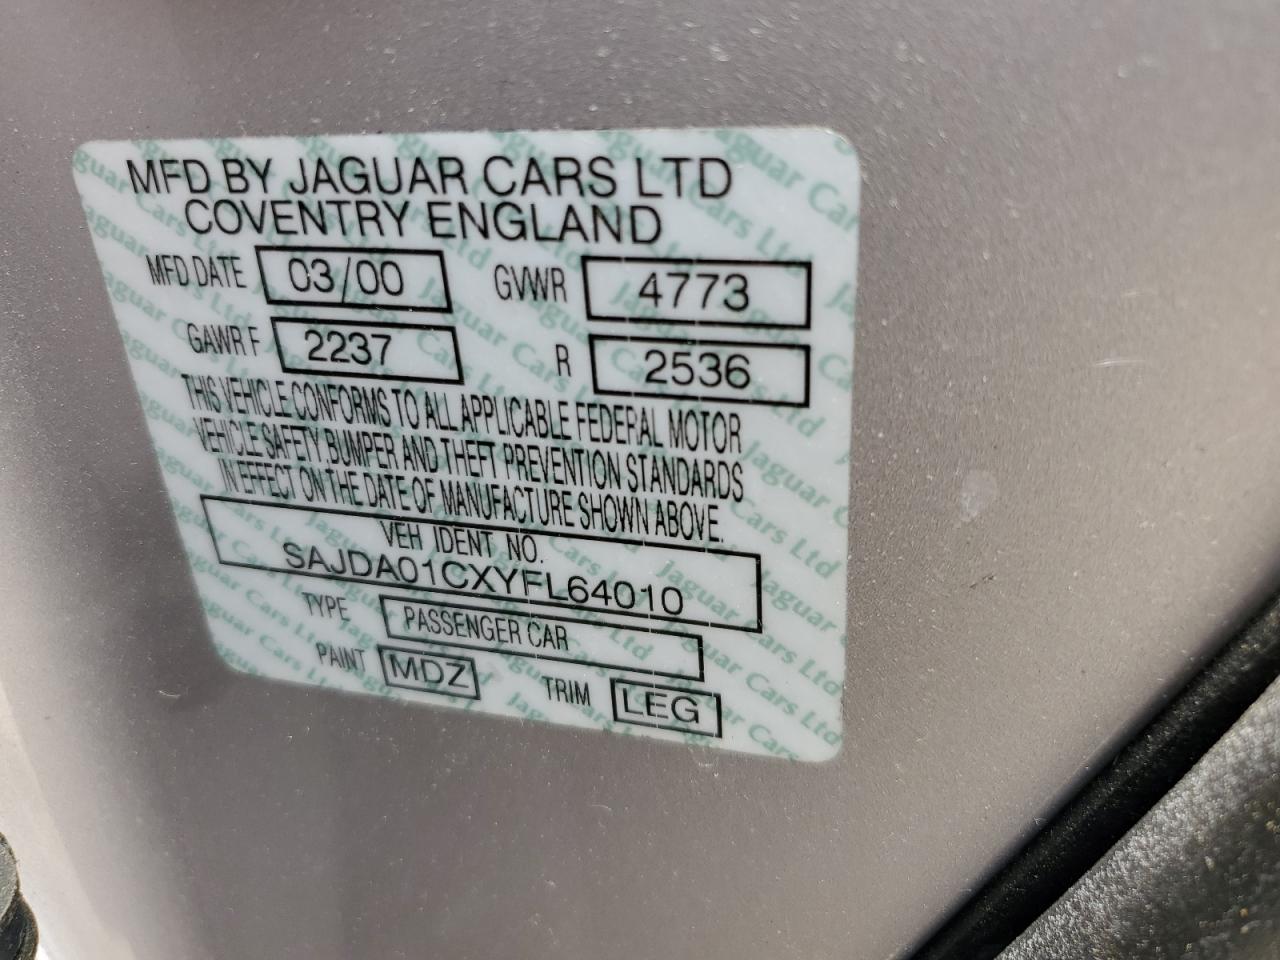 MFD BY JAGUAR CARS LTD
COVENTRY ENGLAND
MFD DATE 03/00 GVWR 4773
GAWR F 2237 R 2536
THIS VEHICLE CONFORMS TO ALL APPLICABLE FEDERAL MOTOR
VEHICLE SAFETY BUMPER AND THEFT PREVENTION STANDARDS
IN EFFECT ON THE DATE OF MANUFACTURE SHOWN ABOVE.
VEH IDENT NO.
SAJDA01CXYFL64010
TYPE PASSENGER CAR
PAINT MDZ TRIM LEG